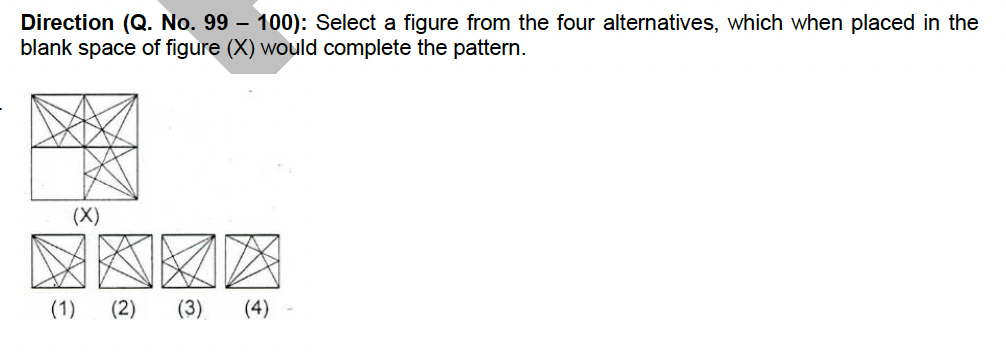 Direction (Q. No. 99 – 100): Select a figure from the four alternatives, which when placed in the
blank space of figure (X) would complete the pattern.
(X)
(1) (2) (3) (4)